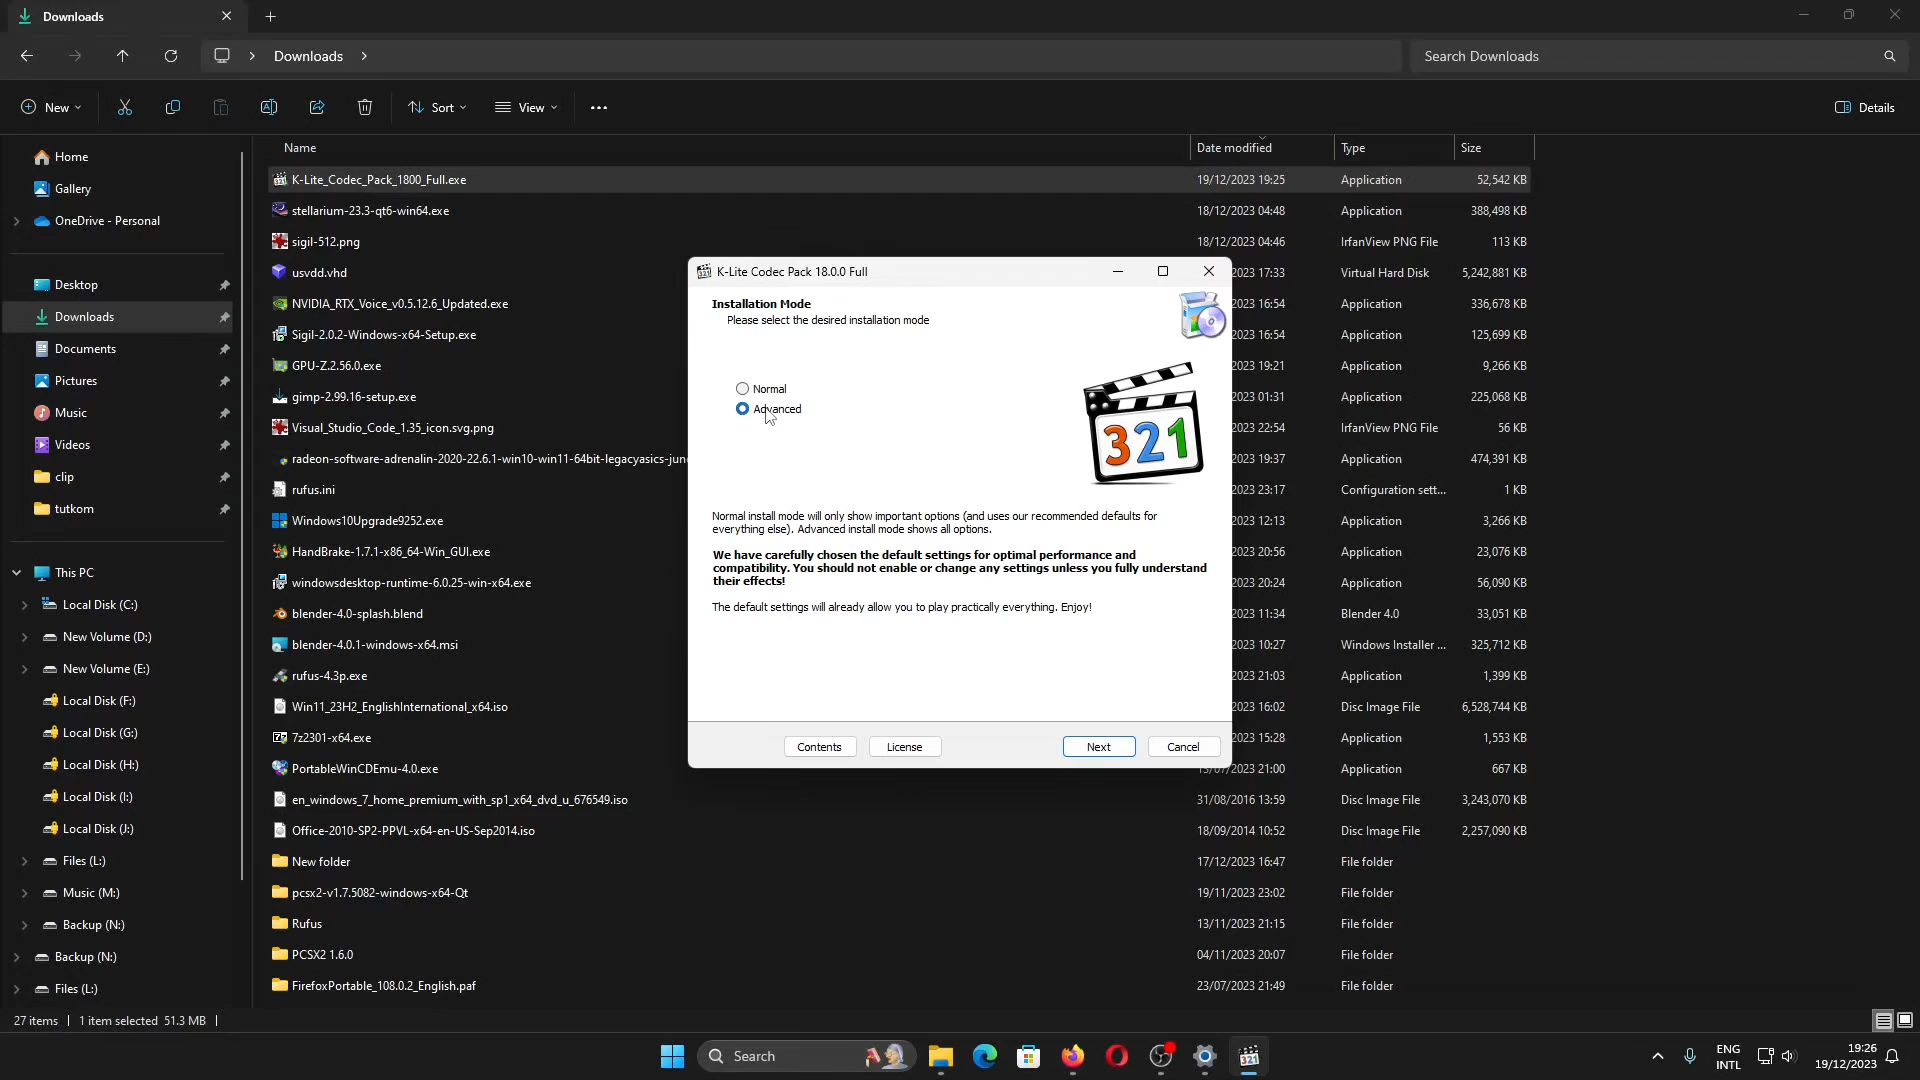 Downloads
Downloads
Search Downloads
New
Sort
View
Details
Home
Gallery
OneDrive - Personal
Desktop
Downloads
Documents
Pictures
Music
Videos
clip
tutkom
This PC
Local Disk (C:)
New Volume (D:)
New Volume (E:)
Local Disk (F:)
Local Disk (G:)
Local Disk (H:)
Local Disk (I:)
Local Disk (J:)
Files (L:)
Music (M:)
Backup (N:)
Backup (N:)
Files (L:)
Name Date modified Type Size
K-Lite_Codec_Pack_1800_Full.exe 19/12/2023 19:25 Application 52,542 KB
stellarium-23.3-qt6-win64.exe 18/12/2023 04:48 Application 388,498 KB
sigil-512.png 18/12/2023 04:46 IrfanView PNG File 113 KB
usvdd.vhd 2023 17:33 Virtual Hard Disk 5,242,881 KB
NVIDIA_RTX_Voice_v0.5.12.6_Updated.exe 2023 16:54 Application 336,678 KB
Sigil-2.0.2-Windows-x64-Setup.exe 2023 16:54 Application 125,699 KB
GPU-Z.2.56.0.exe 2023 19:21 Application 9,266 KB
gimp-2.99.16-setup.exe 2023 01:31 Application 225,068 KB
Visual_Studio_Code_1.35_icon.svg.png 2023 22:54 IrfanView PNG File 56 KB
radeon-software-adrenalin-2020-22.6.1-win10-win11-64bit-legacyasics-jun 2023 19:37 Application 474,391 KB
rufus.ini 2023 23:17 Configuration sett... 1 KB
Windows10Upgrade9252.exe 2023 12:13 Application 3,266 KB
HandBrake-1.7.1-x86_64-Win_GUI.exe 2023 20:56 Application 23,076 KB
windowsdesktop-runtime-6.0.25-win-x64.exe 2023 20:24 Application 56,090 KB
blender-4.0-splash.blend 2023 11:34 Blender 4.0 33,051 KB
blender-4.0.1-windows-x64.msi 2023 10:27 Windows Installer ... 325,712 KB
rufus-4.3p.exe 2023 21:03 Application 1,399 KB
Win11_23H2_EnglishInternational_x64.iso 2023 16:02 Disc Image File 6,528,744 KB
7z2301-x64.exe 2023 15:28 Application 1,553 KB
PortableWinCDEmu-4.0.exe 2023 21:00 Application 667 KB
en_windows_7_home_premium_with_sp1_x64_dvd_u_676549.iso 31/08/2016 13:59 Disc Image File 3,243,070 KB
Office-2010-SP2-PPVL-x64-en-US-Sep2014.iso 18/09/2014 10:52 Disc Image File 2,257,090 KB
New folder 17/12/2023 16:47 File folder
pcsx2-v1.7.5082-windows-x64-Qt 19/11/2023 23:02 File folder
Rufus 13/11/2023 21:15 File folder
PCSX2 1.6.0 04/11/2023 20:07 File folder
FirefoxPortable_108.0.2_English.paf 23/07/2023 21:49 File folder
K-Lite Codec Pack 18.0.0 Full
Installation Mode
Please select the desired installation mode
Normal
Advanced
321
Normal install mode will only show important options (and uses our recommended defaults for
everything else). Advanced install mode shows all options.
We have carefully chosen the default settings for optimal performance and
compatibility. You should not enable or change any settings unless you fully understand
their effects!
The default settings will already allow you to play practically everything. Enjoy!
Contents License Next Cancel
27 items 1 item selected 51.3 MB
Search
321
ENG
INTL
19:26
19/12/2023